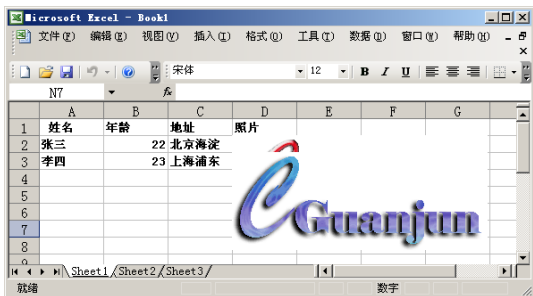 Microsoft Excel - Book1
文件(F) 编辑(E) 视图(V) 插入(I) 格式(O) 工具(T) 数据(D) 窗口(W) 帮助(H)
宋体 12 B I U
N7 fx
A B C D E F G
1 姓名 年龄 地址 照片
2 张三 22 北京海淀
3 李四 23 上海浦东
4
5
6
7
8
9
Guanjun
Sheet1 Sheet2 Sheet3
就绪 数字